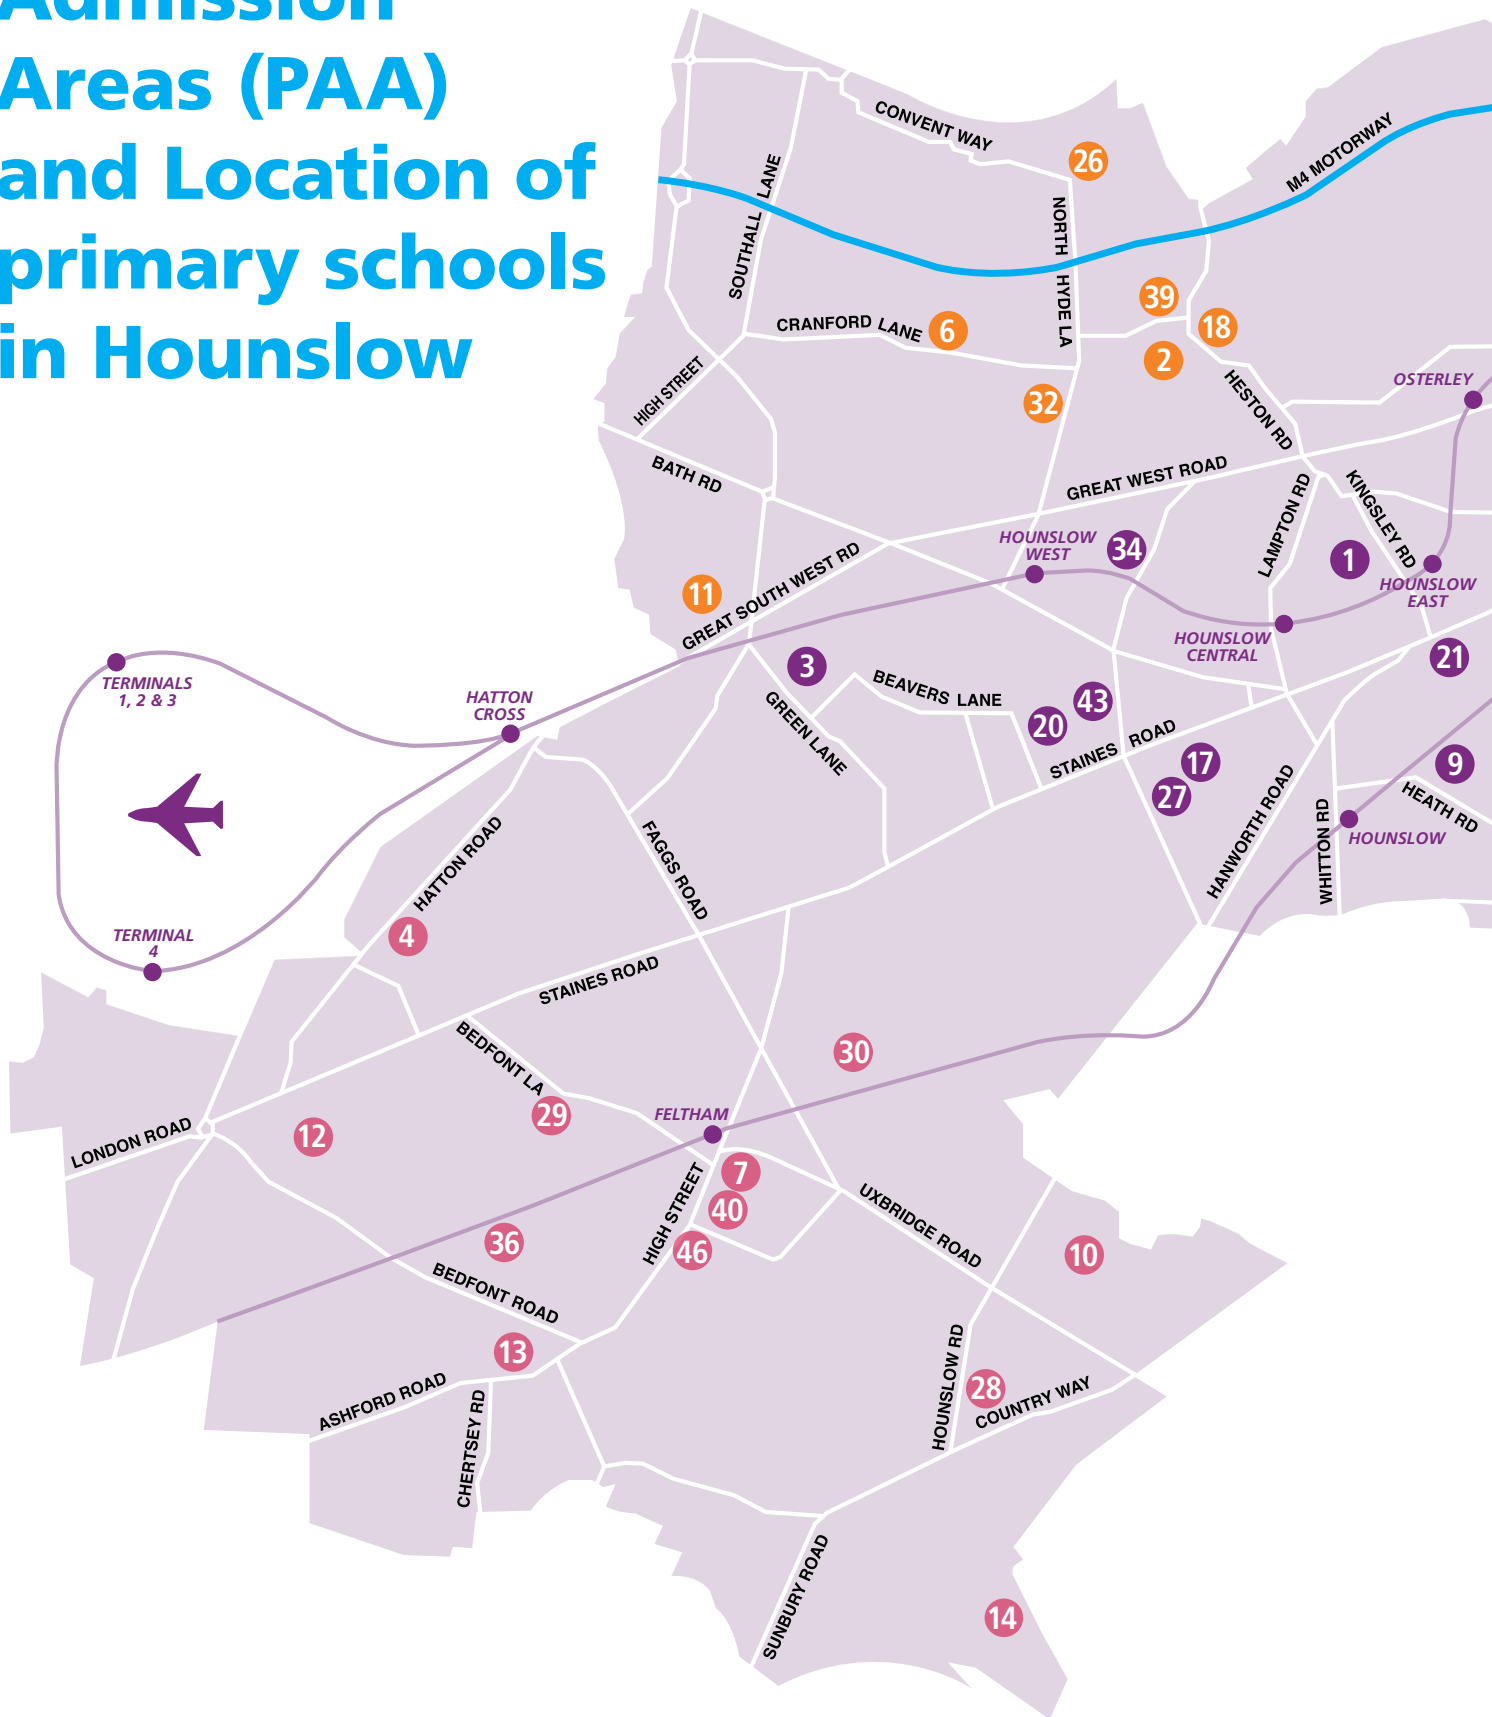 Admission
Areas (PAA)
and Location of
primary schools
in Hounslow
CONVENT WAY
26
M4 MOTORWAY
SOUTHALL LANE
NORTH HYDE LA
39
18
CRANFORD LANE
6
2
HIGH STREET
32
HESTON RD
OSTERLEY
BATH RD
GREAT WEST ROAD
LAMPTON RD
KINGSLEY RD
HOUNSLOW
WEST
34
1
GREAT SOUTH WEST RD
11
HOUNSLOW
EAST
HOUNSLOW
CENTRAL
21
TERMINALS
1, 2 & 3
HATTON
CROSS
3
BEAVERS LANE
GREEN LANE
43
20
STAINES ROAD
17
27
9
HEATH RD
HANWORTH ROAD
WHITTON RD
HOUNSLOW
HATTON ROAD
FAGGS ROAD
4
TERMINAL
4
STAINES ROAD
BEDFONT LA
30
29
FELTHAM
LONDON ROAD
12
7
40
HIGH STREET
46
UXBRIDGE ROAD
36
10
BEDFONT ROAD
13
HOUNSLOW RD
28
COUNTRY WAY
ASHFORD ROAD
CHERTSEY RD
SUNBURY ROAD
14